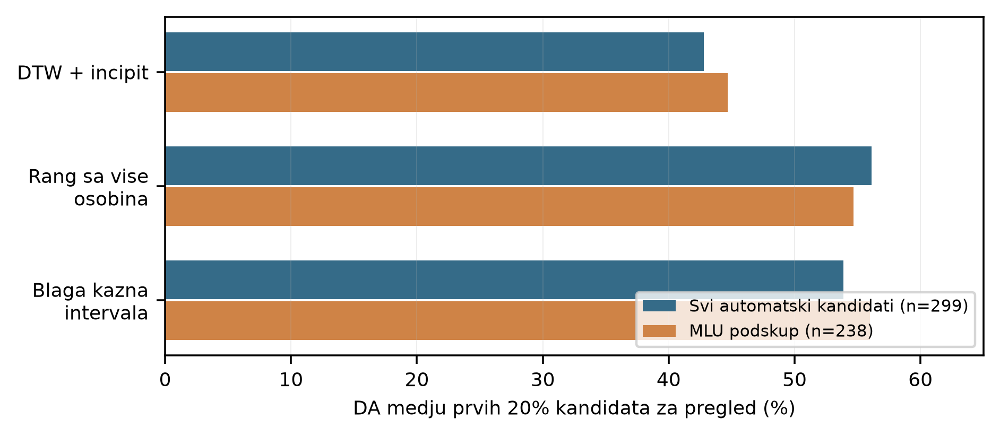 DTW + incipit
Rang sa vise
osobina
Blaga kazna
intervala
Svi automatski kandidati (n=299)
MLU podskup (n=238)
0 10 20 30 40 50 60
DA medju prvih 20% kandidata za pregled (%)